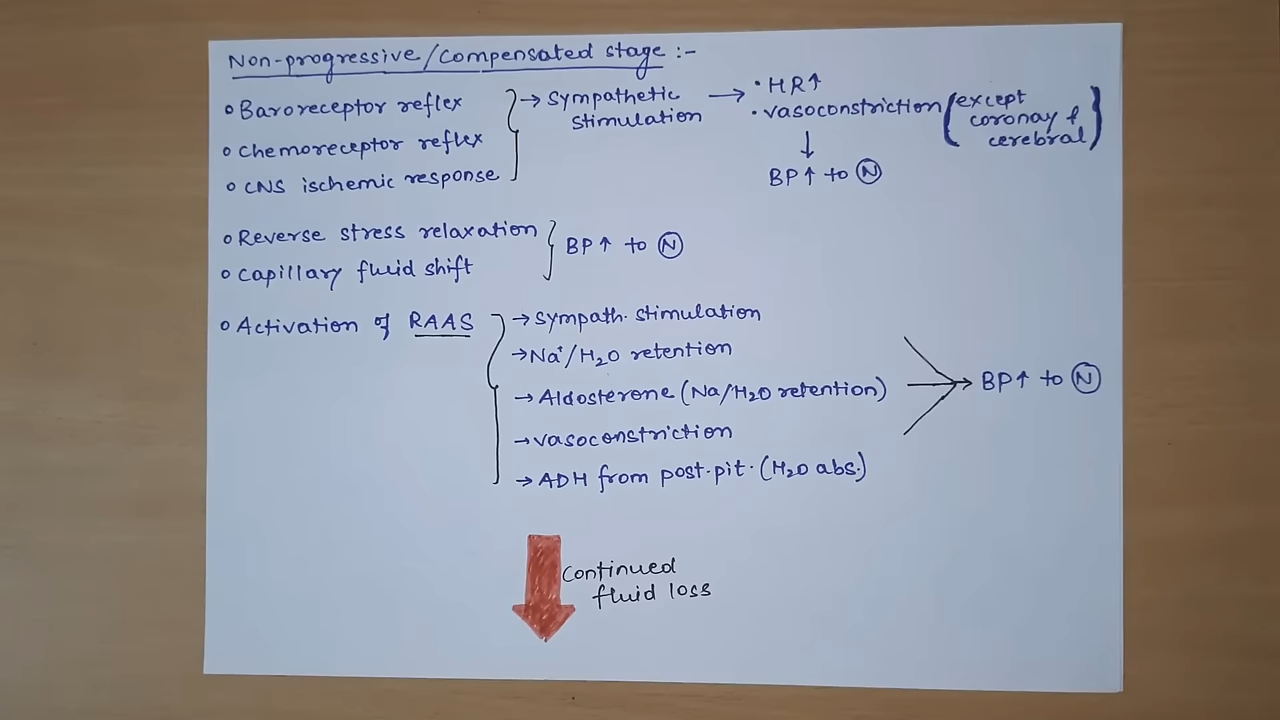 Non-progressive/Compensated stage :-
• Baroreceptor reflex
• Chemoreceptor reflex
• CNS ischemic response
→ Sympathetic stimulation
→ • HR↑
• vasoconstriction (except coronay & cerebral)
↓
BP↑ to Ⓝ
• Reverse stress relaxation
• Capillary fluid shift
BP↑ to Ⓝ
• Activation of RAAS
→ Sympath. stimulation
→ Na⁺/H₂O retention
→ Aldosterone (Na/H₂O retention)
→ vasoconstriction
→ ADH from post.pit. (H₂O abs.)
→ BP↑ to Ⓝ
Continued
fluid loss